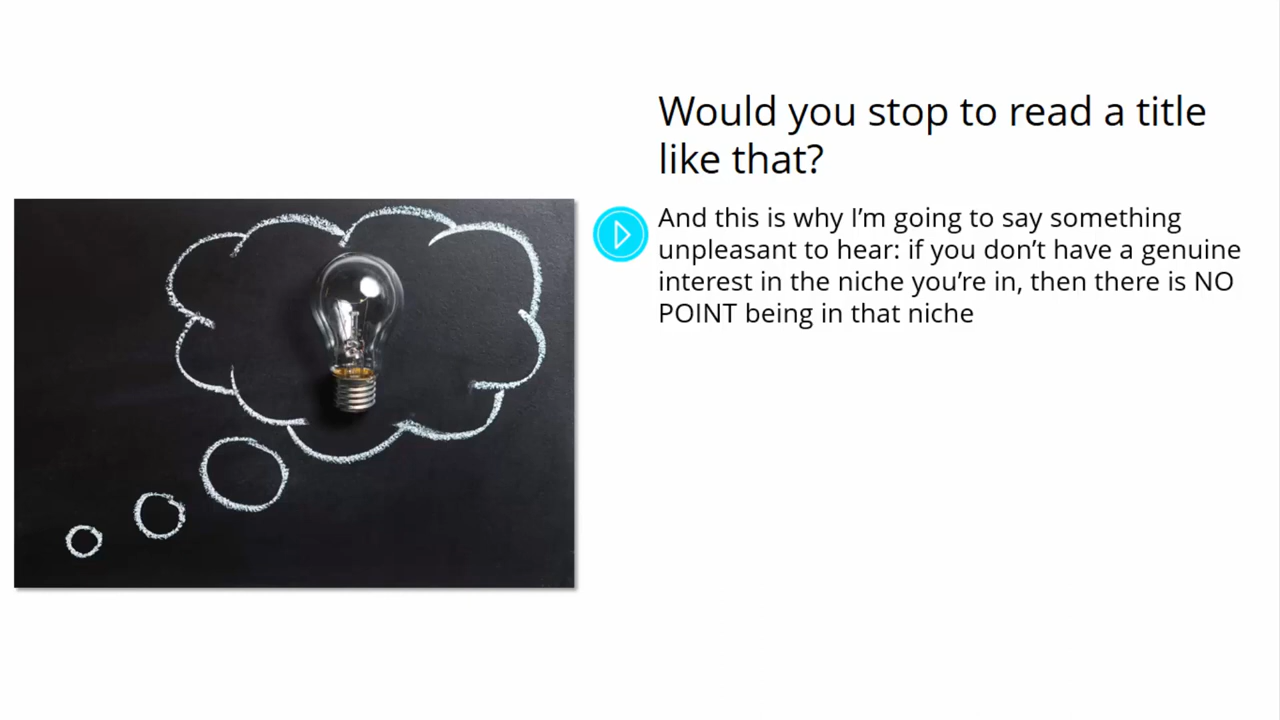 Would you stop to read a title
like that?
And this is why I’m going to say something
unpleasant to hear: if you don’t have a genuine
interest in the niche you’re in, then there is NO
POINT being in that niche